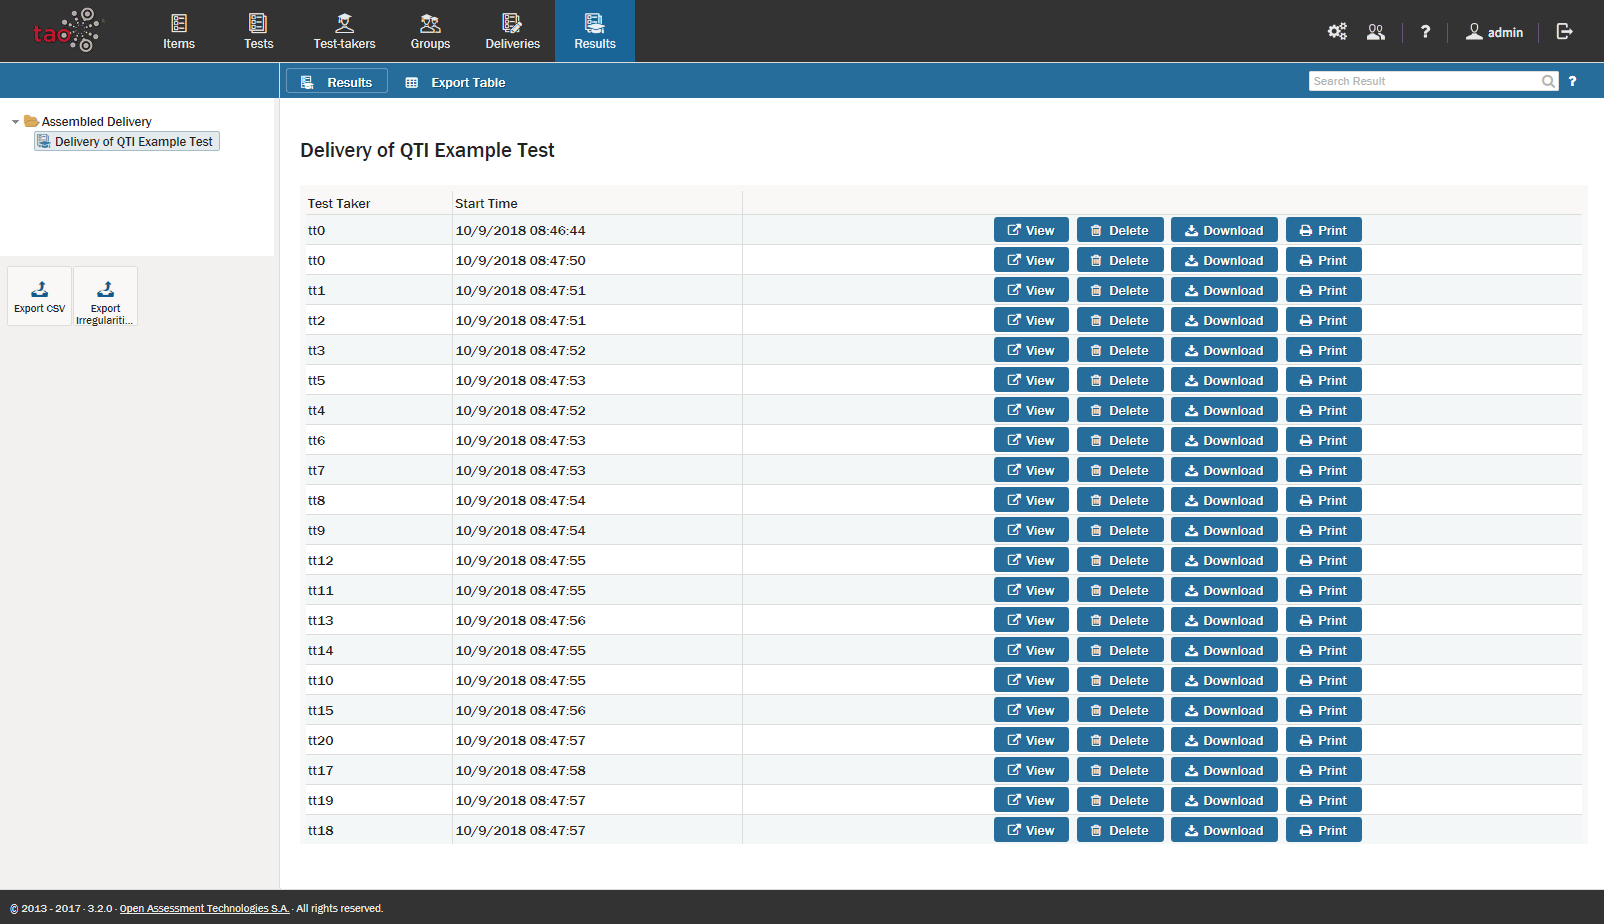 tao
Items
Tests
Test-takers
Groups
Deliveries
Results
?
admin
Results
Export Table
Search Result
?
Assembled Delivery
Delivery of QTI Example Test
Export CSV
Export
Irregulariti...
Delivery of QTI Example Test
Test Taker Start Time
tt0 10/9/2018 08:46:44 View Delete Download Print
tt0 10/9/2018 08:47:50 View Delete Download Print
tt1 10/9/2018 08:47:51 View Delete Download Print
tt2 10/9/2018 08:47:51 View Delete Download Print
tt3 10/9/2018 08:47:52 View Delete Download Print
tt5 10/9/2018 08:47:53 View Delete Download Print
tt4 10/9/2018 08:47:52 View Delete Download Print
tt6 10/9/2018 08:47:53 View Delete Download Print
tt7 10/9/2018 08:47:53 View Delete Download Print
tt8 10/9/2018 08:47:54 View Delete Download Print
tt9 10/9/2018 08:47:54 View Delete Download Print
tt12 10/9/2018 08:47:55 View Delete Download Print
tt11 10/9/2018 08:47:55 View Delete Download Print
tt13 10/9/2018 08:47:56 View Delete Download Print
tt14 10/9/2018 08:47:55 View Delete Download Print
tt10 10/9/2018 08:47:55 View Delete Download Print
tt15 10/9/2018 08:47:56 View Delete Download Print
tt20 10/9/2018 08:47:57 View Delete Download Print
tt17 10/9/2018 08:47:58 View Delete Download Print
tt19 10/9/2018 08:47:57 View Delete Download Print
tt18 10/9/2018 08:47:57 View Delete Download Print
© 2013 - 2017 · 3.2.0 · Open Assessment Technologies S.A. · All rights reserved.